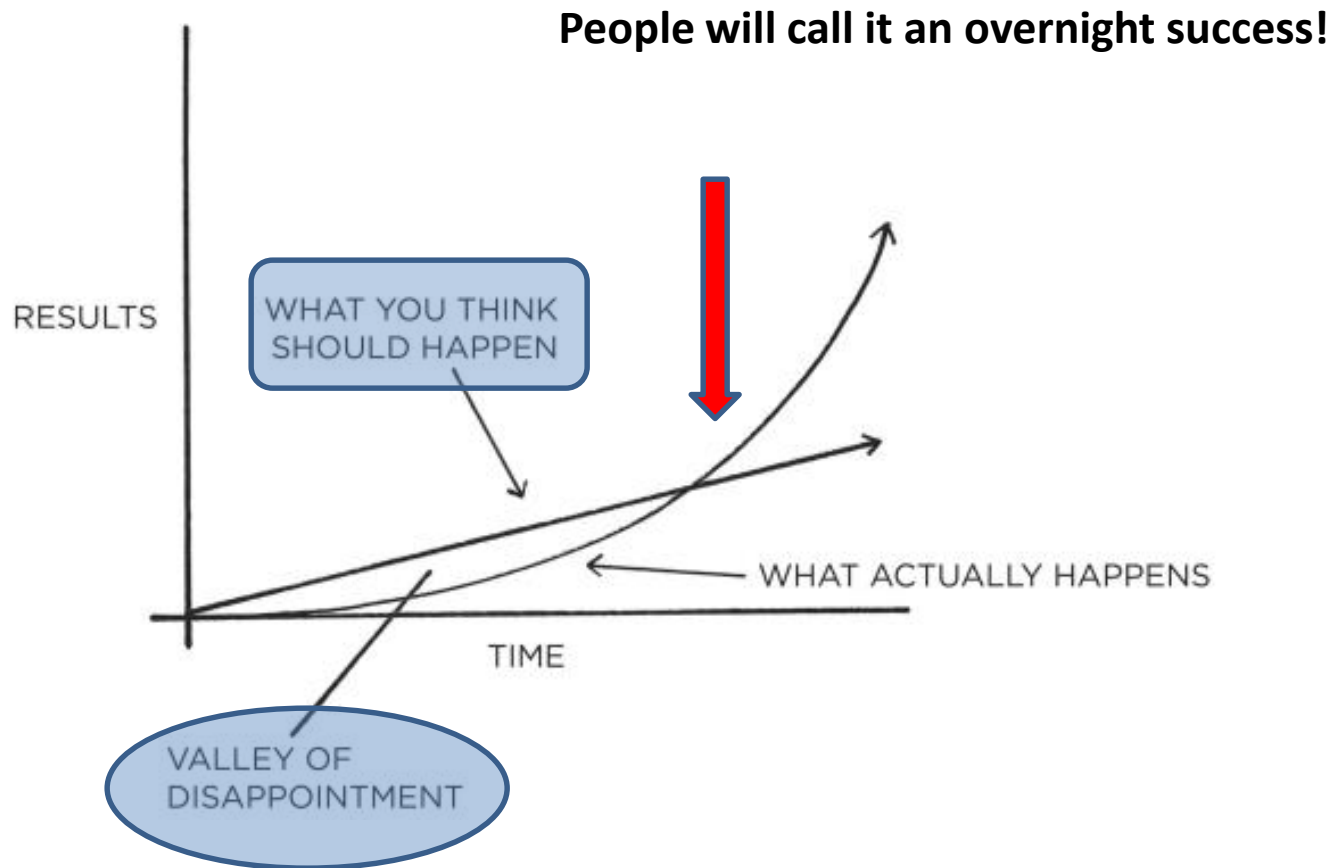 People will call it an overnight success!
RESULTS
WHAT YOU THINK
SHOULD HAPPEN
WHAT ACTUALLY HAPPENS
TIME
VALLEY OF
DISAPPOINTMENT